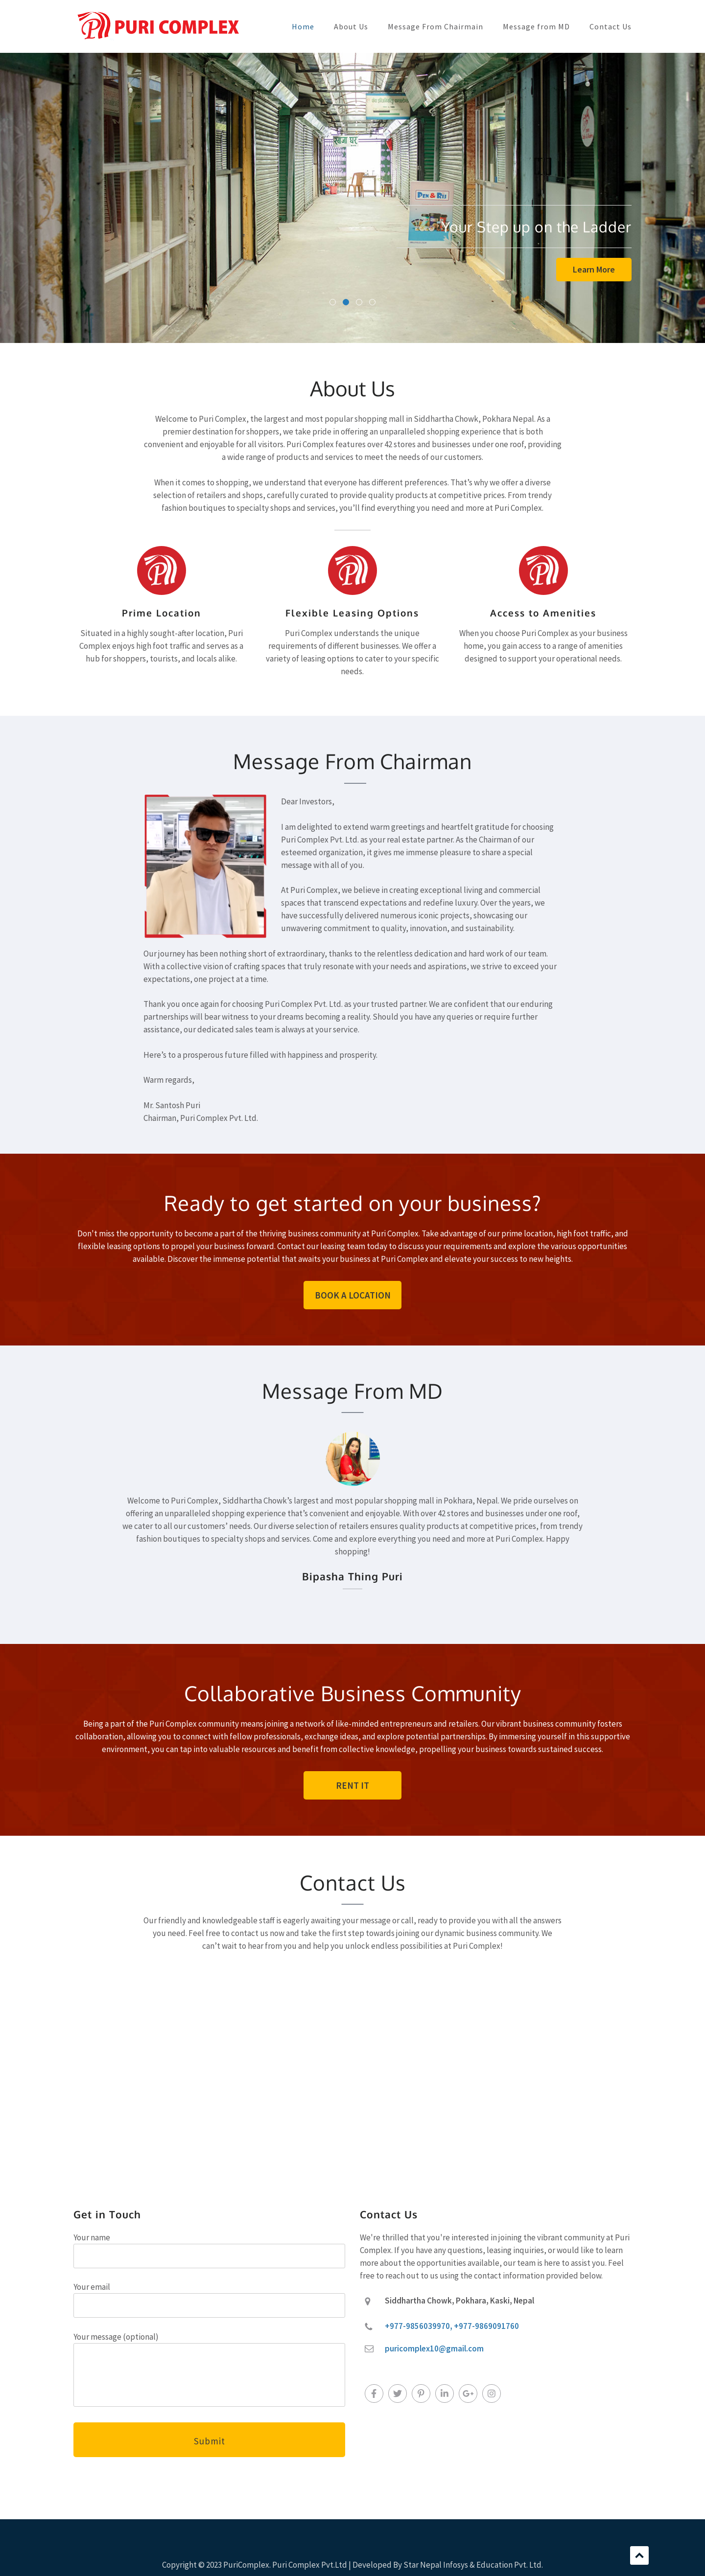 PURI COMPLEX
Home
About Us
Message From Chairmain
Message from MD
Contact Us
Your Step up on the Ladder
Learn More
About Us
Welcome to Puri Complex, the largest and most popular shopping mall in Siddhartha Chowk, Pokhara Nepal. As a
premier destination for shoppers, we take pride in offering an unparalleled shopping experience that is both
convenient and enjoyable for all visitors. Puri Complex features over 42 stores and businesses under one roof, providing
a wide range of products and services to meet the needs of our customers.
When it comes to shopping, we understand that everyone has different preferences. That’s why we offer a diverse
selection of retailers and shops, carefully curated to provide quality products at competitive prices. From trendy
fashion boutiques to specialty shops and services, you’ll find everything you need and more at Puri Complex.
Prime Location
Situated in a highly sought-after location, Puri
Complex enjoys high foot traffic and serves as a
hub for shoppers, tourists, and locals alike.
Flexible Leasing Options
Puri Complex understands the unique
requirements of different businesses. We offer a
variety of leasing options to cater to your specific
needs.
Access to Amenities
When you choose Puri Complex as your business
home, you gain access to a range of amenities
designed to support your operational needs.
Message From Chairman
Dear Investors,
I am delighted to extend warm greetings and heartfelt gratitude for choosing
Puri Complex Pvt. Ltd. as your real estate partner. As the Chairman of our
esteemed organization, it gives me immense pleasure to share a special
message with all of you.
At Puri Complex, we believe in creating exceptional living and commercial
spaces that transcend expectations and redefine luxury. Over the years, we
have successfully delivered numerous iconic projects, showcasing our
unwavering commitment to quality, innovation, and sustainability.
Our journey has been nothing short of extraordinary, thanks to the relentless dedication and hard work of our team.
With a collective vision of crafting spaces that truly resonate with your needs and aspirations, we strive to exceed your
expectations, one project at a time.
Thank you once again for choosing Puri Complex Pvt. Ltd. as your trusted partner. We are confident that our enduring
partnerships will bear witness to your dreams becoming a reality. Should you have any queries or require further
assistance, our dedicated sales team is always at your service.
Here’s to a prosperous future filled with happiness and prosperity.
Warm regards,
Mr. Santosh Puri
Chairman, Puri Complex Pvt. Ltd.
Ready to get started on your business?
Don’t miss the opportunity to become a part of the thriving business community at Puri Complex. Take advantage of our prime location, high foot traffic, and
flexible leasing options to propel your business forward. Contact our leasing team today to discuss your requirements and explore the various opportunities
available. Discover the immense potential that awaits your business at Puri Complex and elevate your success to new heights.
BOOK A LOCATION
Message From MD
Welcome to Puri Complex, Siddhartha Chowk’s largest and most popular shopping mall in Pokhara, Nepal. We pride ourselves on
offering an unparalleled shopping experience that’s convenient and enjoyable. With over 42 stores and businesses under one roof,
we cater to all our customers’ needs. Our diverse selection of retailers ensures quality products at competitive prices, from trendy
fashion boutiques to specialty shops and services. Come and explore everything you need and more at Puri Complex. Happy
shopping!
Bipasha Thing Puri
Collaborative Business Community
Being a part of the Puri Complex community means joining a network of like-minded entrepreneurs and retailers. Our vibrant business community fosters
collaboration, allowing you to connect with fellow professionals, exchange ideas, and explore potential partnerships. By immersing yourself in this supportive
environment, you can tap into valuable resources and benefit from collective knowledge, propelling your business towards sustained success.
RENT IT
Contact Us
Our friendly and knowledgeable staff is eagerly awaiting your message or call, ready to provide you with all the answers
you need. Feel free to contact us now and take the first step towards joining our dynamic business community. We
can’t wait to hear from you and help you unlock endless possibilities at Puri Complex!
Get in Touch
Your name
Your email
Your message (optional)
Submit
Contact Us
We’re thrilled that you’re interested in joining the vibrant community at Puri
Complex. If you have any questions, leasing inquiries, or would like to learn
more about the opportunities available, our team is here to assist you. Feel
free to reach out to us using the contact information provided below.
Siddhartha Chowk, Pokhara, Kaski, Nepal
+977-9856039970, +977-9869091760
puricomplex10@gmail.com
Copyright © 2023 PuriComplex. Puri Complex Pvt.Ltd | Developed By Star Nepal Infosys & Education Pvt. Ltd.